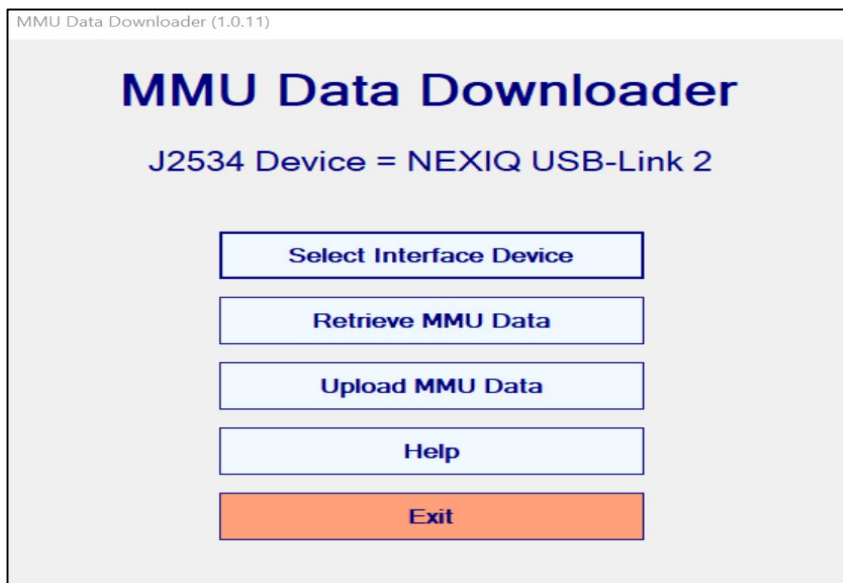 MMU Data Downloader (1.0.11)
MMU Data Downloader
J2534 Device = NEXIQ USB-Link 2
Select Interface Device
Retrieve MMU Data
Upload MMU Data
Help
Exit